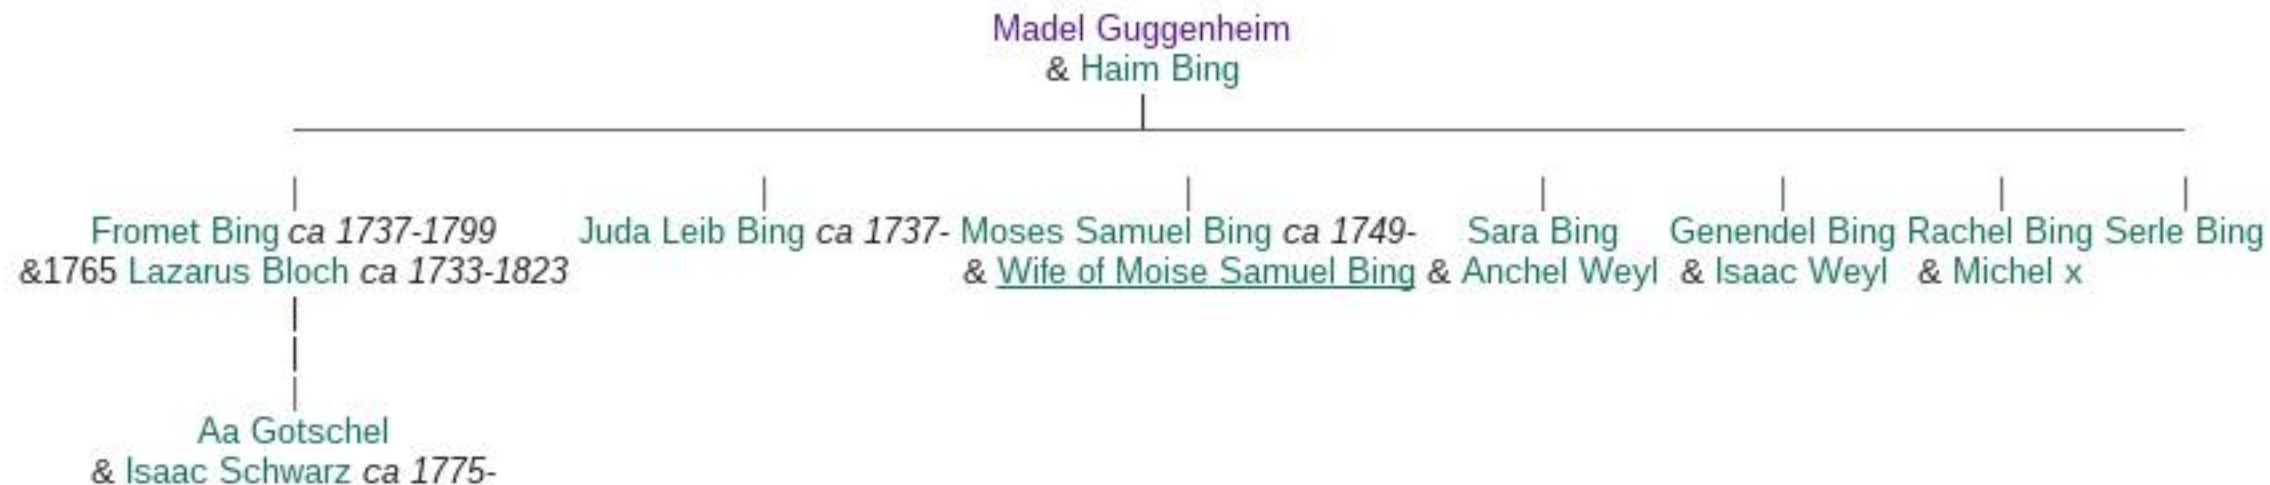 Madel Guggenheim
& Haim Bing
Fromet Bing ca 1737-1799 Juda Leib Bing ca 1737- Moses Samuel Bing ca 1749- Sara Bing Genendel Bing Rachel Bing Serle Bing
&1765 Lazarus Bloch ca 1733-1823 & Wife of Moise Samuel Bing & Anchel Weyl & Isaac Weyl & Michel x
Aa Gotschel
& Isaac Schwarz ca 1775-